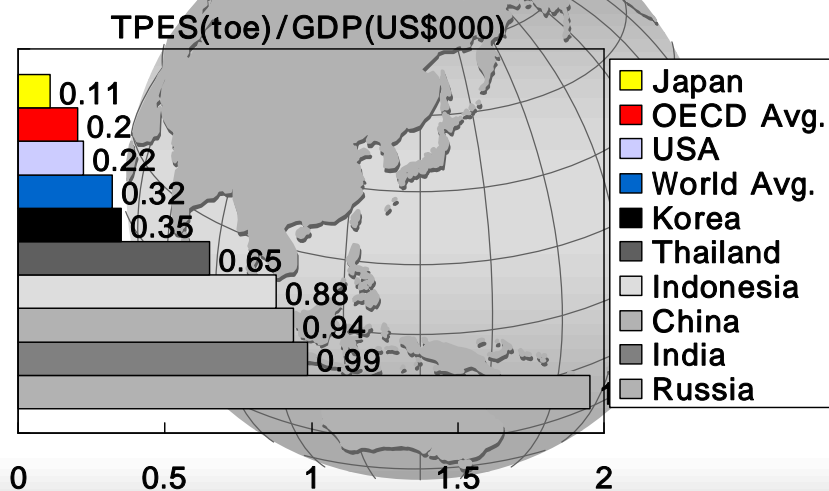 TPES(toe)/GDP(US$000)
0.11
0.2
0.22
0.32
0.35
0.65
0.88
0.94
0.99
Japan
OECD Avg.
USA
World Avg.
Korea
Thailand
Indonesia
China
India
Russia
0 0.5 1 1.5 2